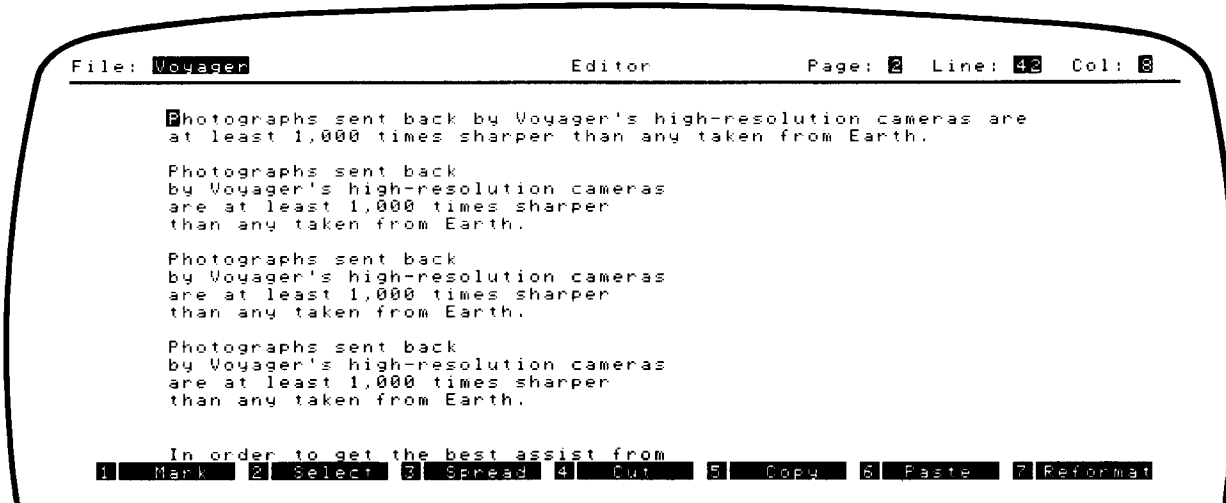 File: Voyager Editor Page: 2 Line: 42 Col: 8
Photographs sent back by Voyager's high-resolution cameras are
at least 1,000 times sharper than any taken from Earth.
Photographs sent back
by Voyager's high-resolution cameras
are at least 1,000 times sharper
than any taken from Earth.
Photographs sent back
by Voyager's high-resolution cameras
are at least 1,000 times sharper
than any taken from Earth.
Photographs sent back
by Voyager's high-resolution cameras
are at least 1,000 times sharper
than any taken from Earth.
In order to get the best assist from
1 Mark 2 Select 3 Spread 4 Cut 5 Copy 6 Paste 7 Reformat